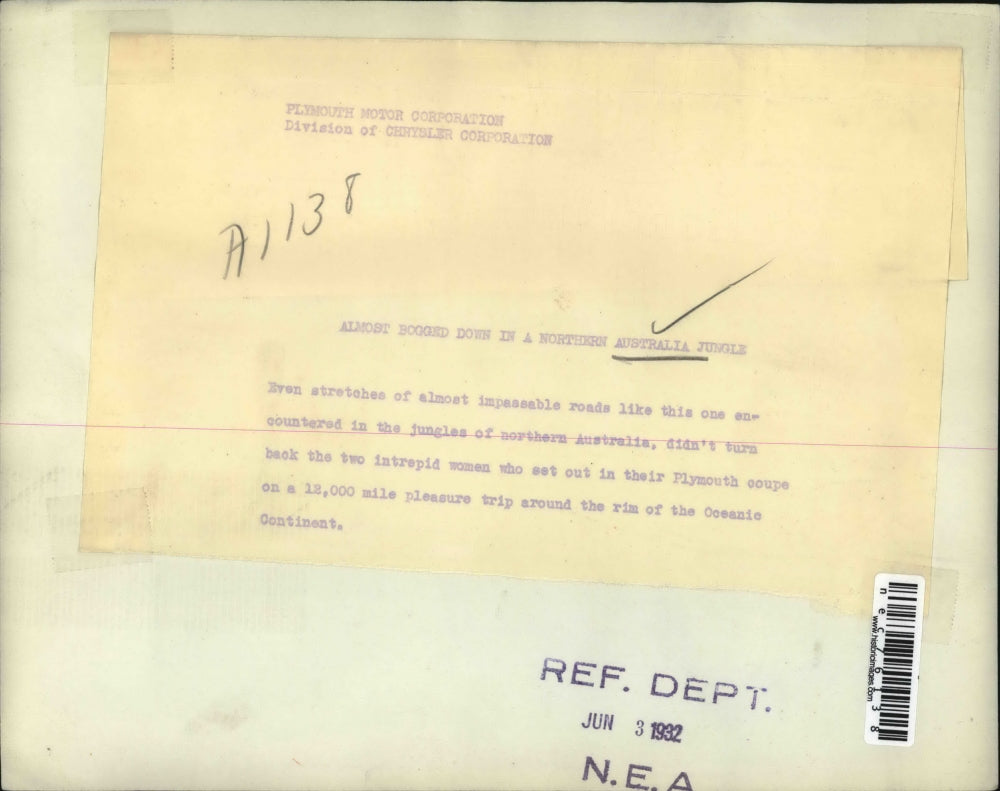 PLYMOUTH MOTOR CORPORATION
Division of CHRYSLER CORPORATION
A1138
ALMOST BOGGED DOWN IN A NORTHERN AUSTRALIA JUNGLE
Even stretches of almost impassable roads like this one en-
countered in the jungles of northern Australia, didn't turn
back the two intrepid women who set out in their Plymouth coupe
on a 12,000 mile pleasure trip around the rim of the Oceanic
Continent.
REF. DEPT.
JUN 3 1932
N.E.A
www.historicimages.com